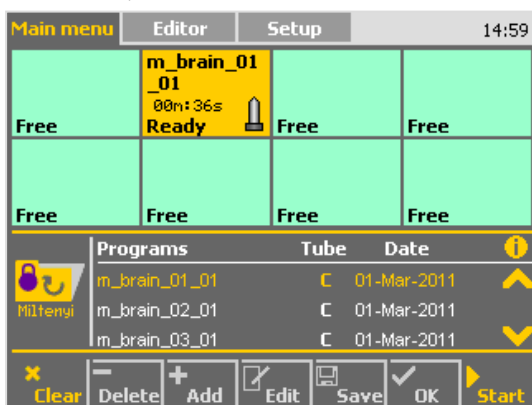 Main menu Editor Setup 14:59
m_brain_01
_01
00m:36s
Free Ready Free Free
Free Free Free Free
Programs Tube Date i
m_brain_01_01 C 01-Mar-2011
Miltenyi m_brain_02_01 C 01-Mar-2011
m_brain_03_01 C 01-Mar-2011
Clear Delete Add Edit Save OK Start